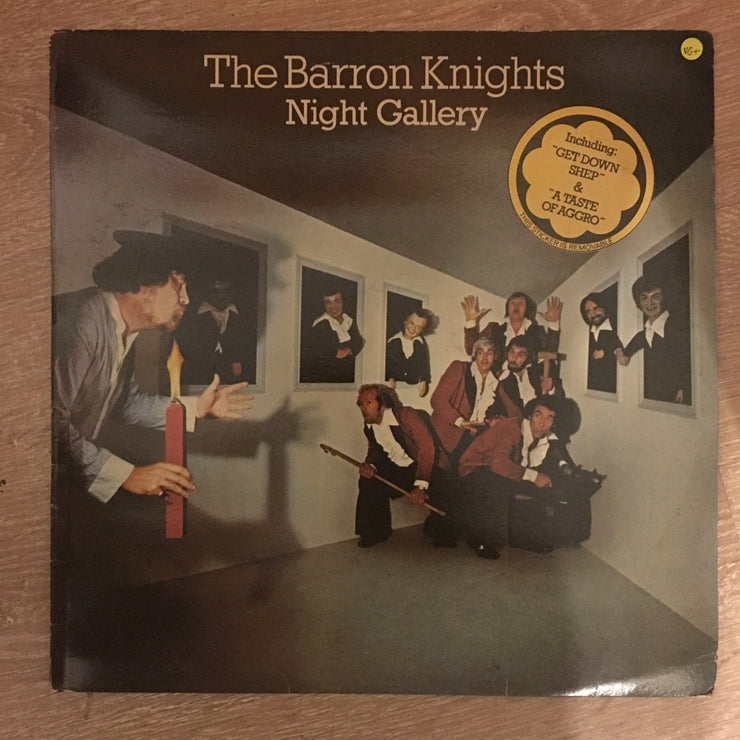 The Barron Knights
Night Gallery
VG+
Including:
"GET DOWN
SHEP"
&
"A TASTE
OF AGGRO"
THIS STICKER IS REMOVABLE